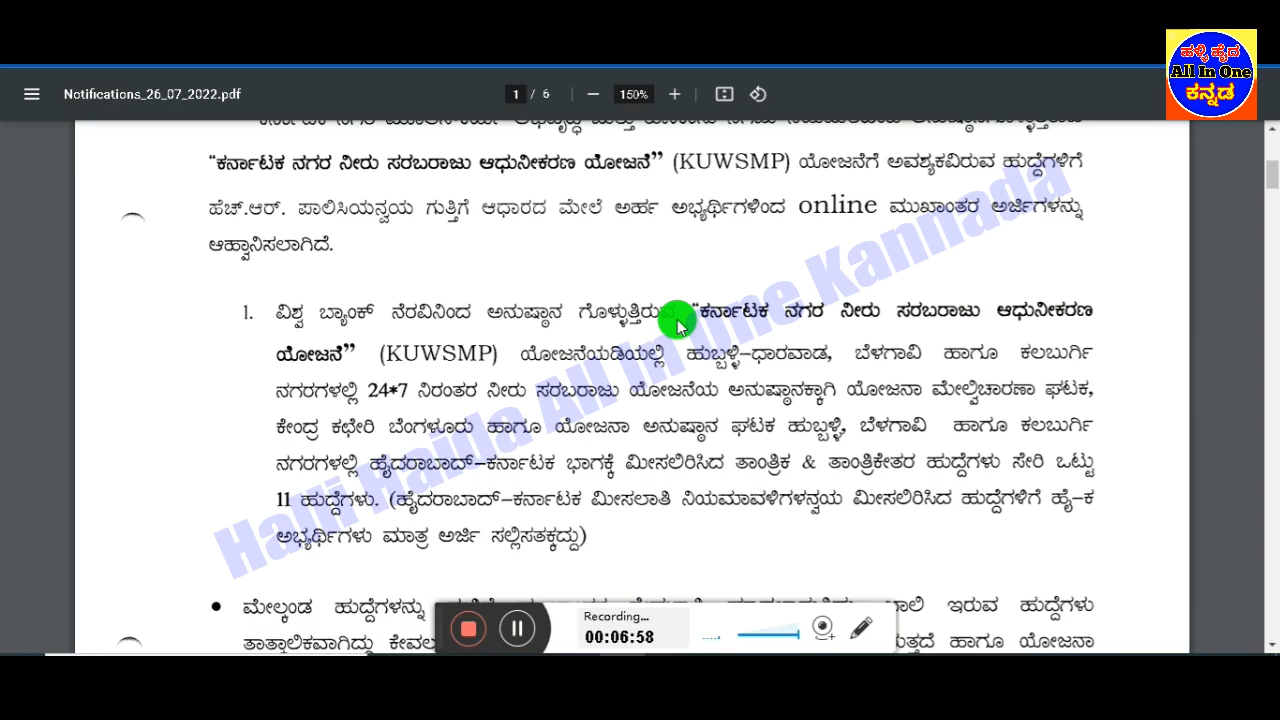 ಹಳ್ಳಿ ಹೈದ
All In One
ಕನ್ನಡ
Notifications_26_07_2022.pdf
1 / 6
150%
"ಕರ್ನಾಟಕ ನಗರ ನೀರು ಸರಬರಾಜು ಆಧುನೀಕರಣ ಯೋಜನೆ" (KUWSMP) ಯೋಜನೆಗೆ ಅವಶ್ಯಕವಿರುವ ಹುದ್ದೆಗಳಿಗೆ
ಹೆಚ್.ಆರ್. ಪಾಲಿಸಿಯನ್ವಯ ಗುತ್ತಿಗೆ ಆಧಾರದ ಮೇಲೆ ಅರ್ಹ ಅಭ್ಯರ್ಥಿಗಳಿಂದ online ಮುಖಾಂತರ ಅರ್ಜಿಗಳನ್ನು
ಆಹ್ವಾನಿಸಲಾಗಿದೆ.
1. ವಿಶ್ವ ಬ್ಯಾಂಕ್ ನೆರವಿನಿಂದ ಅನುಷ್ಠಾನ ಗೊಳ್ಳುತ್ತಿರುವ "ಕರ್ನಾಟಕ ನಗರ ನೀರು ಸರಬರಾಜು ಆಧುನೀಕರಣ
ಯೋಜನೆ" (KUWSMP) ಯೋಜನೆಯಡಿಯಲ್ಲಿ ಹುಬ್ಬಳ್ಳಿ-ಧಾರವಾಡ, ಬೆಳಗಾವಿ ಹಾಗೂ ಕಲಬುರ್ಗಿ
ನಗರಗಳಲ್ಲಿ 24*7 ನಿರಂತರ ನೀರು ಸರಬರಾಜು ಯೋಜನೆಯ ಅನುಷ್ಠಾನಕ್ಕಾಗಿ ಯೋಜನಾ ಮೇಲ್ವಿಚಾರಣಾ ಘಟಕ,
ಕೇಂದ್ರ ಕಛೇರಿ ಬೆಂಗಳೂರು ಹಾಗೂ ಯೋಜನಾ ಅನುಷ್ಠಾನ ಘಟಕ ಹುಬ್ಬಳ್ಳಿ, ಬೆಳಗಾವಿ ಹಾಗೂ ಕಲಬುರ್ಗಿ
ನಗರಗಳಲ್ಲಿ ಹೈದರಾಬಾದ್-ಕರ್ನಾಟಕ ಭಾಗಕ್ಕೆ ಮೀಸಲಿರಿಸಿದ ತಾಂತ್ರಿಕ & ತಾಂತ್ರಿಕೇತರ ಹುದ್ದೆಗಳು ಸೇರಿ ಒಟ್ಟು
11 ಹುದ್ದೆಗಳು. (ಹೈದರಾಬಾದ್-ಕರ್ನಾಟಕ ಮೀಸಲಾತಿ ನಿಯಮಾವಳಿಗಳನ್ವಯ ಮೀಸಲಿರಿಸಿದ ಹುದ್ದೆಗಳಿಗೆ ಹೈ-ಕ
ಅಭ್ಯರ್ಥಿಗಳು ಮಾತ್ರ ಅರ್ಜಿ ಸಲ್ಲಿಸತಕ್ಕದ್ದು)
Halli Haida All In One Kannada
• ಮೇಲ್ಕಂಡ ಹುದ್ದೆಗಳನ್ನು ಇರುವ ಹುದ್ದೆಗಳು
ತಾತ್ಕಾಲಿಕವಾಗಿದ್ದು ಕೇವಲ ಹಾಗೂ ಯೋಜನಾ
Recording...
00:06:58